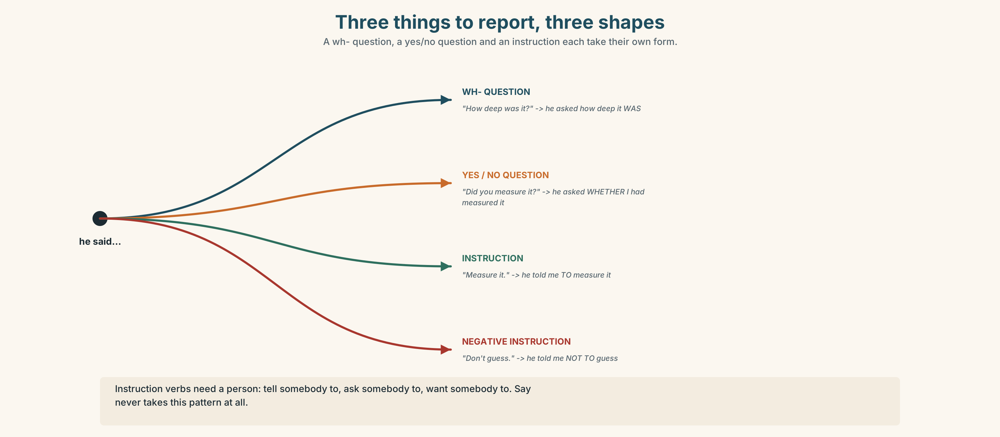 Three things to report, three shapes
A wh- question, a yes/no question and an instruction each take their own form.
WH- QUESTION
"How deep was it?" -> he asked how deep it WAS
YES / NO QUESTION
"Did you measure it?" -> he asked WHETHER I had
measured it
he said...
INSTRUCTION
"Measure it." -> he told me TO measure it
NEGATIVE INSTRUCTION
"Don't guess." -> he told me NOT TO guess
Instruction verbs need a person: tell somebody to, ask somebody to, want somebody to. Say
never takes this pattern at all.